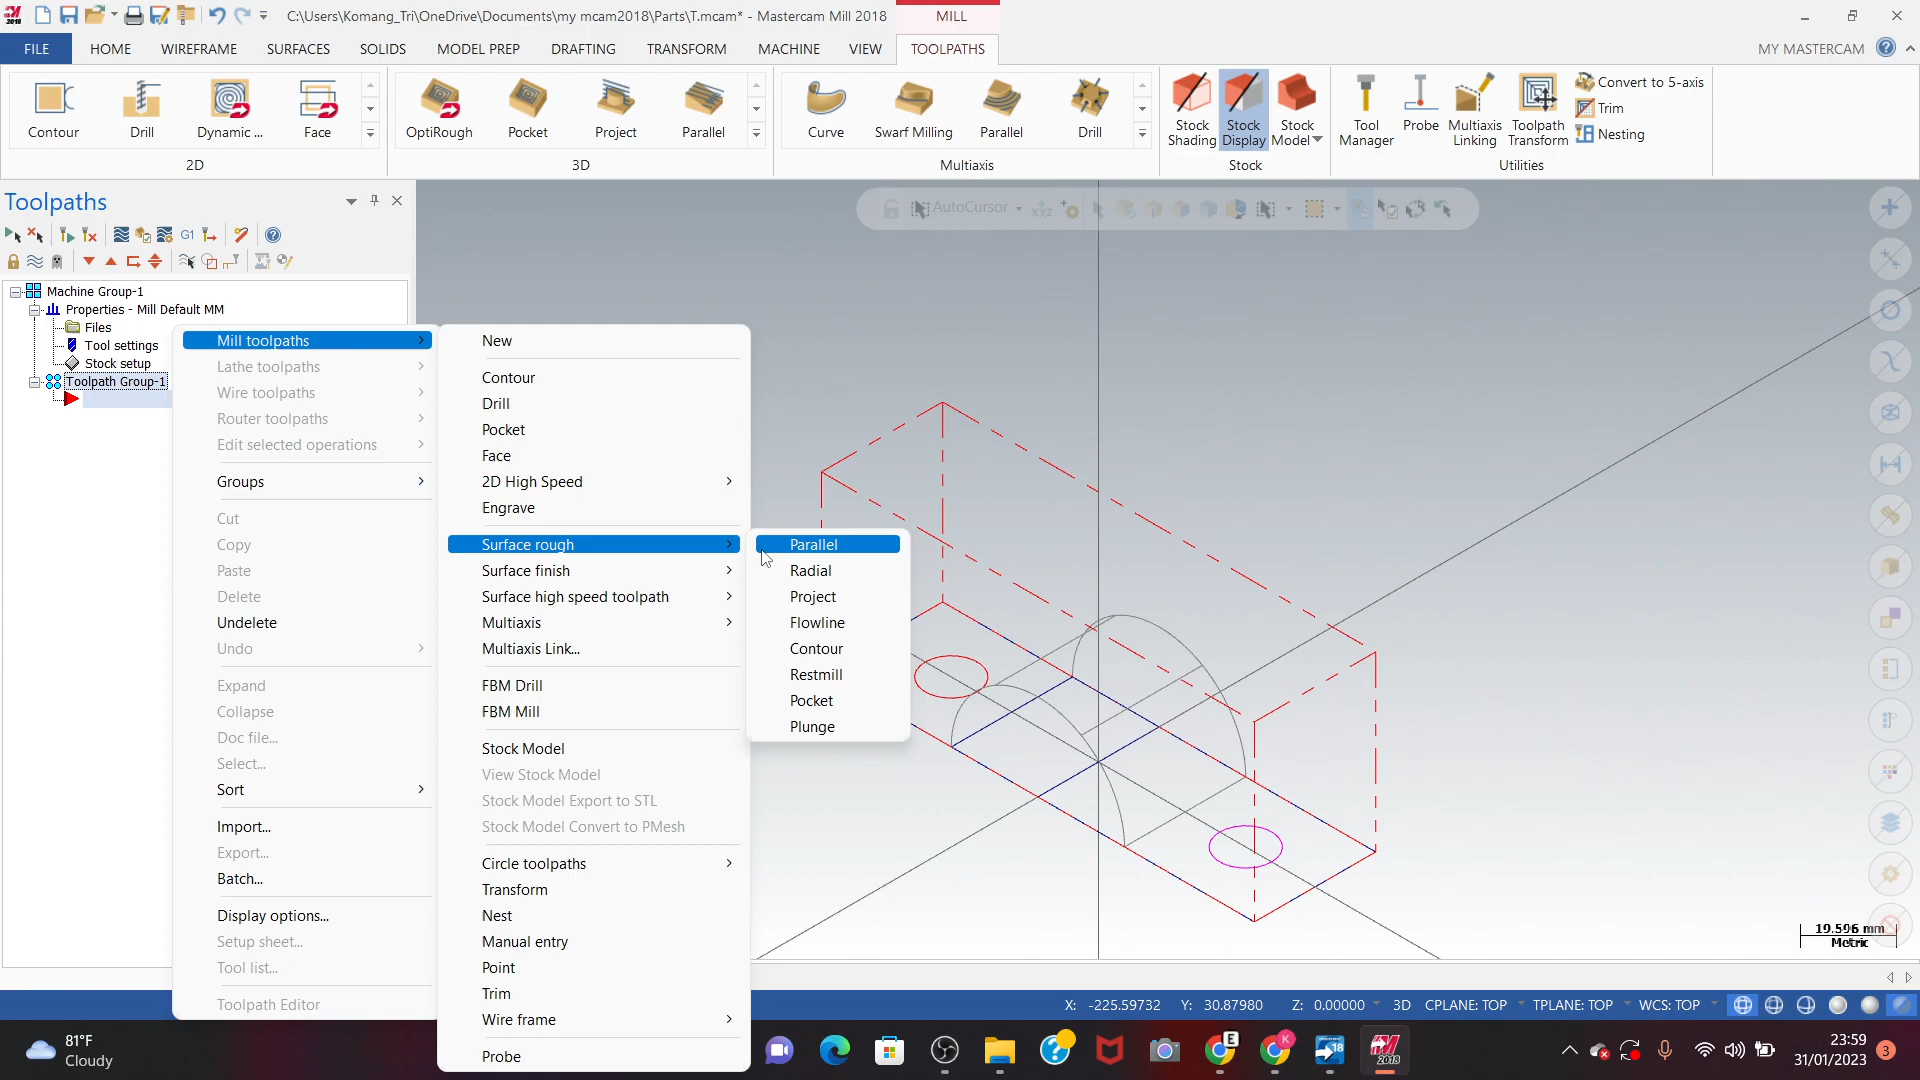 C:\Users\Komang_Tri\OneDrive\Documents\my mcam2018\Parts\T.mcam* - Mastercam Mill 2018
MILL
FILE HOME WIREFRAME SURFACES SOLIDS MODEL PREP DRAFTING TRANSFORM MACHINE VIEW TOOLPATHS MY MASTERCAM
Contour Drill Dynamic ... Face
2D
OptiRough Pocket Project Parallel
3D
Curve Swarf Milling Parallel Drill
Multiaxis
Stock Shading
Stock Display
Stock Model
Stock
Tool Manager
Probe
Multiaxis Linking
Toolpath Transform
Convert to 5-axis
Trim
Nesting
Utilities
Toolpaths
G1
AutoCursor
xyz
Machine Group-1
Properties - Mill Default MM
Files
Tool settings
Stock setup
Toolpath Group-1
Mill toolpaths
Lathe toolpaths
Wire toolpaths
Router toolpaths
Edit selected operations
Groups
Cut
Copy
Paste
Delete
Undelete
Undo
Expand
Collapse
Doc file...
Select...
Sort
Import...
Export...
Batch...
Display options...
Setup sheet...
Tool list...
Toolpath Editor
New
Contour
Drill
Pocket
Face
2D High Speed
Engrave
Surface rough
Surface finish
Surface high speed toolpath
Multiaxis
Multiaxis Link...
FBM Drill
FBM Mill
Stock Model
View Stock Model
Stock Model Export to STL
Stock Model Convert to PMesh
Circle toolpaths
Transform
Nest
Manual entry
Point
Trim
Wire frame
Probe
Parallel
Radial
Project
Flowline
Contour
Restmill
Pocket
Plunge
19.596 mm
Metric
X: -225.59732 Y: 30.87980 Z: 0.00000 3D CPLANE: TOP TPLANE: TOP WCS: TOP
81°F
Cloudy
E
K
18
2018
23:59
31/01/2023
3